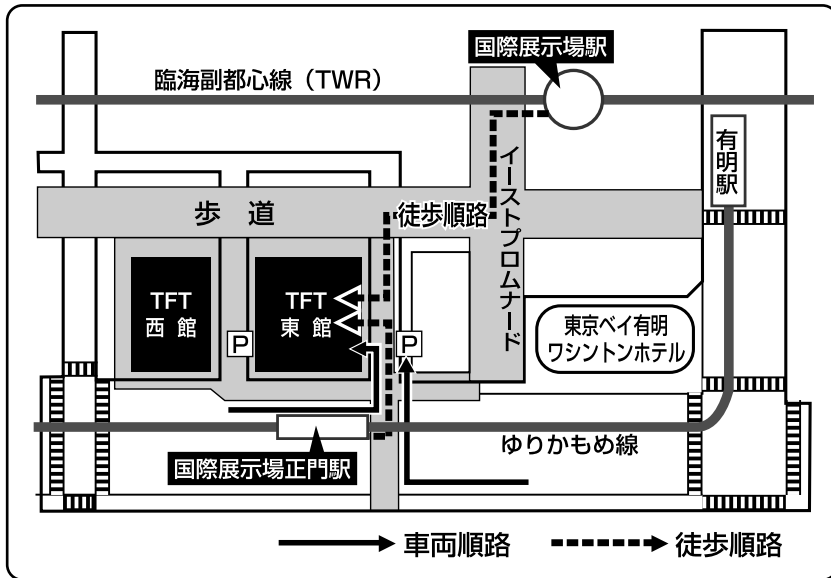 国際展示場駅
臨海副都心線（TWR）
有明駅
イーストプロムナード
歩道
徒歩順路
TFT
西館
TFT
東館
P
P
東京ベイ有明
ワシントンホテル
ゆりかもめ線
国際展示場正門駅
車両順路
徒歩順路